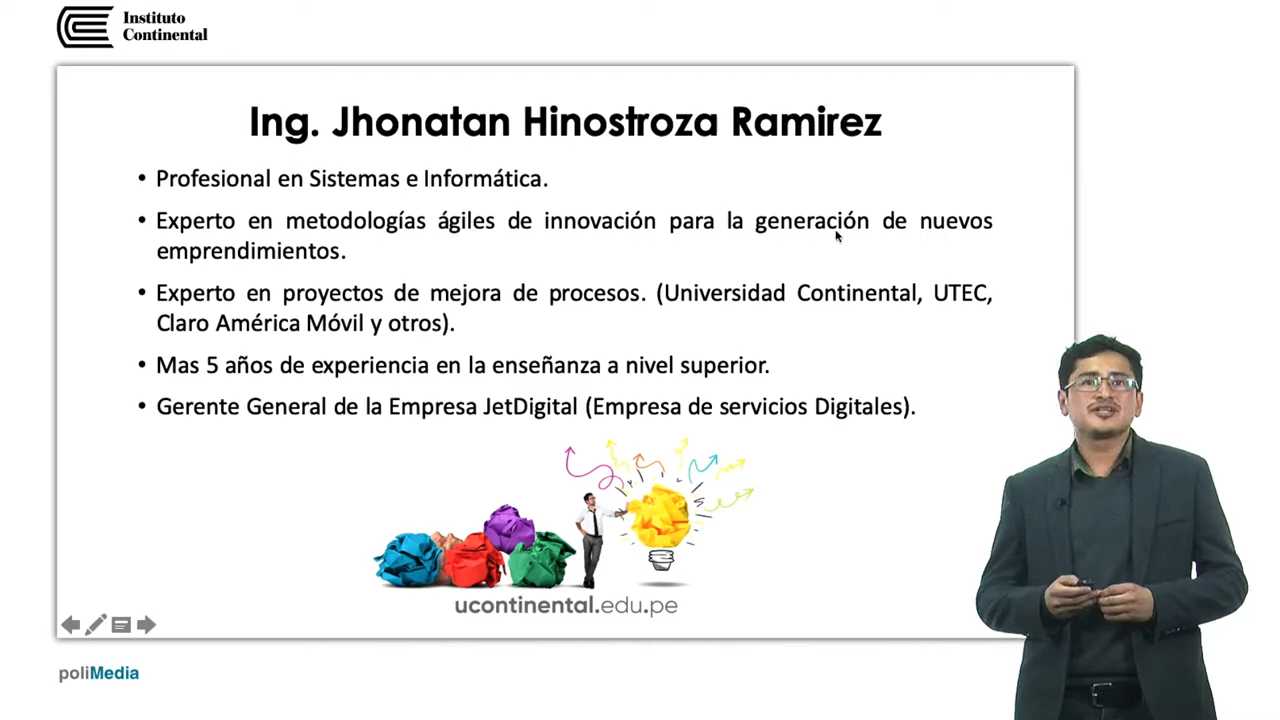 Instituto
Continental
Ing. Jhonatan Hinostroza Ramirez
• Profesional en Sistemas e Informática.
• Experto en metodologías ágiles de innovación para la generación de nuevos
emprendimientos.
• Experto en proyectos de mejora de procesos. (Universidad Continental, UTEC,
Claro América Móvil y otros).
• Mas 5 años de experiencia en la enseñanza a nivel superior.
• Gerente General de la Empresa JetDigital (Empresa de servicios Digitales).
ucontinental.edu.pe
poliMedia